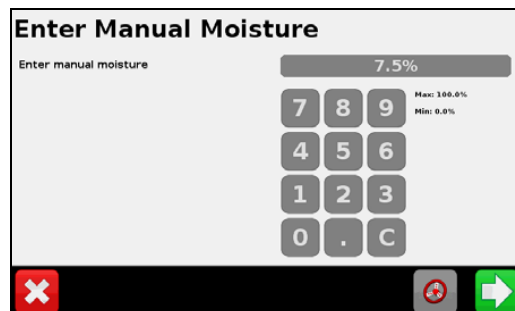 Enter Manual Moisture
Enter manual moisture
7.5%
Max: 100.0%
Min: 0.0%
7 8 9
4 5 6
1 2 3
0 . C